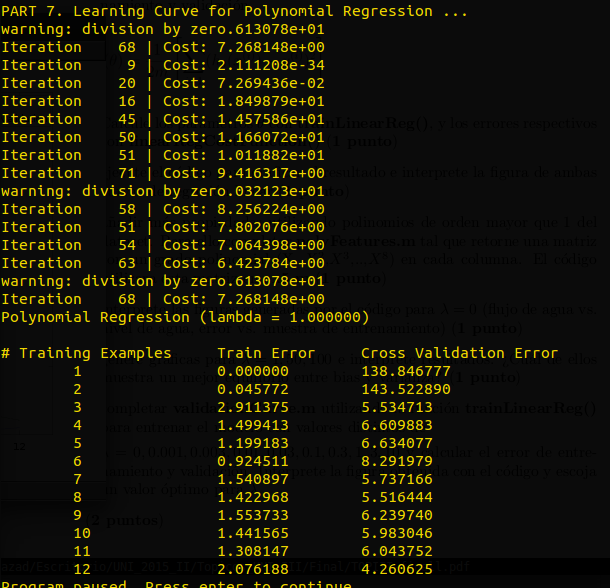 PART 7. Learning Curve for Polynomial Regression ...
warning: division by zero.613078e+01
Iteration    68 | Cost: 7.268148e+00
Iteration     9 | Cost: 2.111208e-34
Iteration    20 | Cost: 7.269436e-02
Iteration    16 | Cost: 1.849879e+01
Iteration    45 | Cost: 1.457586e+01
Iteration    50 | Cost: 1.166072e+01
Iteration    51 | Cost: 1.011882e+01
Iteration    71 | Cost: 9.416317e+00
warning: division by zero.032123e+01
Iteration    58 | Cost: 8.256224e+00
Iteration    51 | Cost: 7.802076e+01
Iteration    54 | Cost: 7.064398e+00
Iteration    63 | Cost: 6.423784e+00
warning: division by zero.613078e+01
Iteration    68 | Cost: 7.268148e+00
Polynomial Regression (lambda = 1.000000)
# Training Examples     Train Error     Cross Validation Error
1     0.000000     138.846777
2     0.045772     143.522890
3     2.911375     5.534713
4     1.499413     6.609883
5     1.199183     6.634077
6     0.924511     8.291970
7     1.540897     5.737166
8     1.422968     5.516444
9     1.553733     6.239740
10     1.441565     5.983046
11     1.308147     6.043752
12     2.076188     4.260625
Program paused. Press enter to continue.